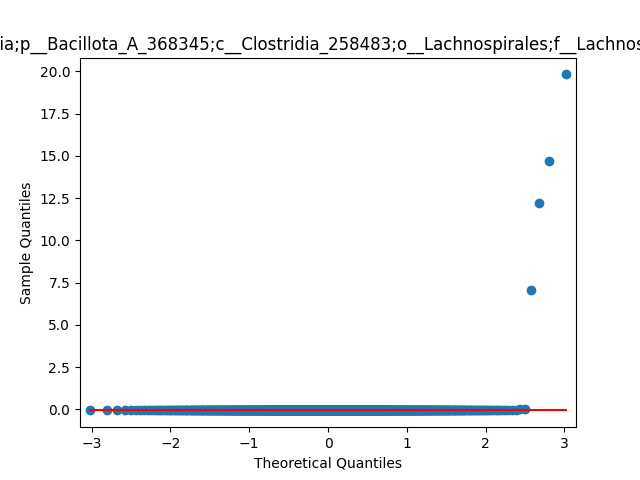 ia;p__Bacillota_A_368345;c__Clostridia_258483;o__Lachnospirales;f__Lachnos
20.0
17.5
15.0
12.5
10.0
7.5
5.0
2.5
0.0
Sample Quantiles
−3 −2 −1 0 1 2 3
Theoretical Quantiles